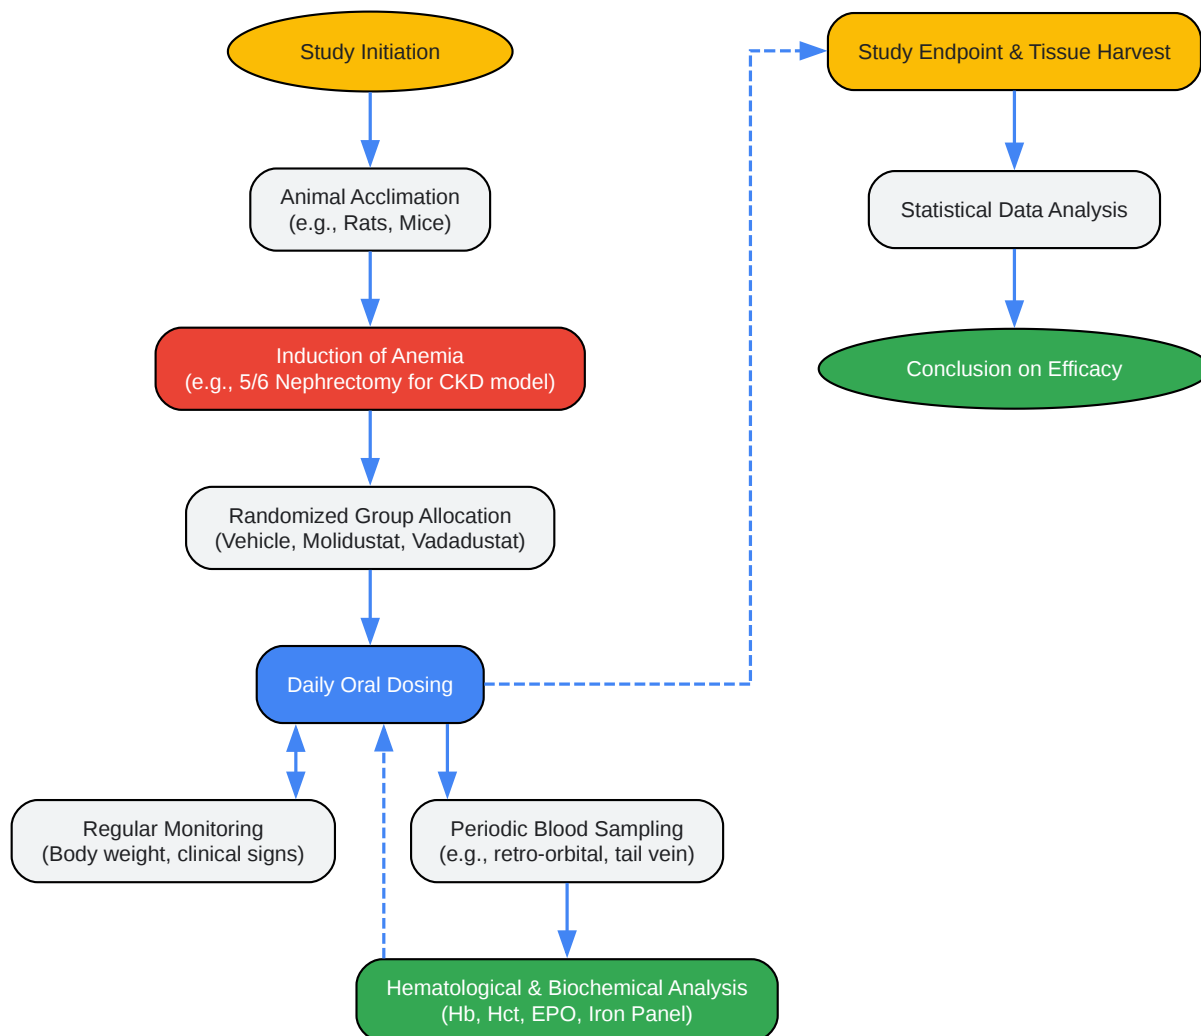 Study Initiation
Animal Acclimation
(e.g., Rats, Mice)
Induction of Anemia
(e.g., 5/6 Nephrectomy for CKD model)
Randomized Group Allocation
(Vehicle, Molidustat, Vadadustat)
Daily Oral Dosing
Regular Monitoring
(Body weight, clinical signs)
Periodic Blood Sampling
(e.g., retro-orbital, tail vein)
Hematological & Biochemical Analysis
(Hb, Hct, EPO, Iron Panel)
Study Endpoint & Tissue Harvest
Statistical Data Analysis
Conclusion on Efficacy